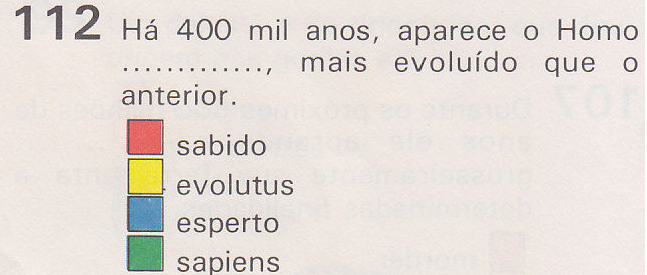 112 Há 400 mil anos, aparece o Homo
............., mais evoluído que o
anterior.
sabido
evolutus
esperto
sapiens